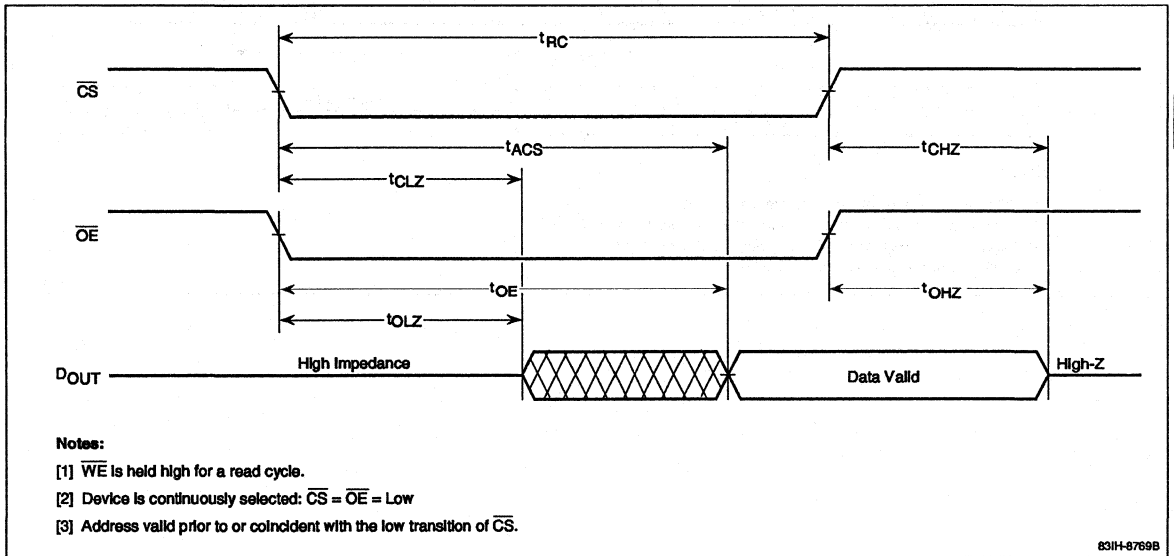 tRC
CS
tACS
tCHZ
tCLZ
OE
tOE
tOHZ
tOLZ
High Impedance
High-Z
DOUT
Data Valid
Notes:
[1] WE is held high for a read cycle.
[2] Device is continuously selected: CS = OE = Low
[3] Address valid prior to or coincident with the low transition of CS.
83IH-8769B